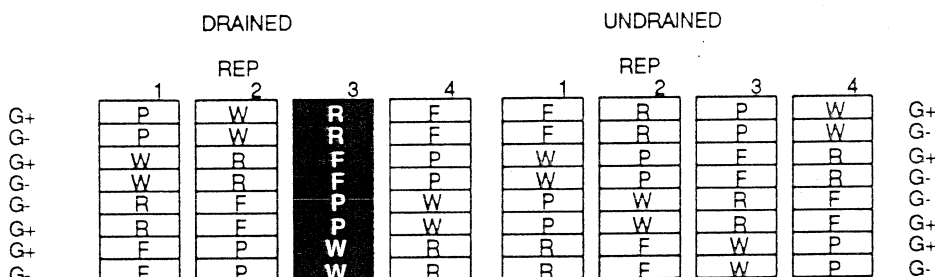 DRAINED UNDRAINED
REP REP
1 2 3 4 1 2 3 4
G+ P W R F F R P W G+
G- P W R F F R P W G-
G+ W R F P W P F R G+
G- W R F P W P F R G-
G- R F P W P W R F G-
G+ R F P W P W R F G+
G+ F P W R R F W P G+
G- F P W R R F W P G-